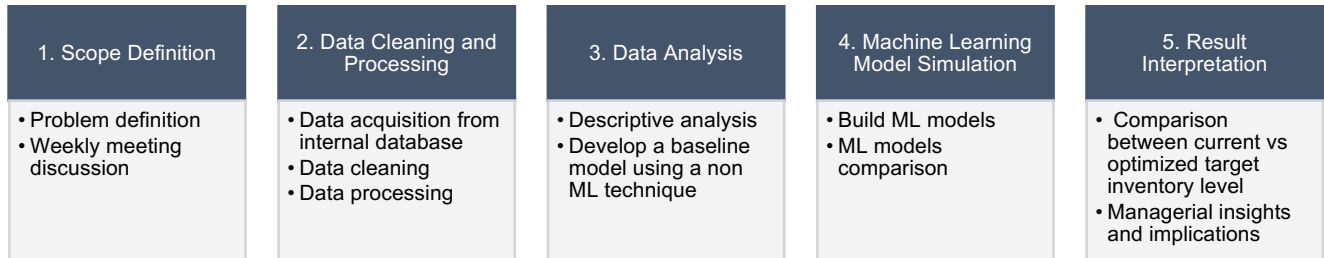 1. Scope Definition
• Problem definition
• Weekly meeting
discussion
2. Data Cleaning and
Processing
• Data acquisition from
internal database
• Data cleaning
• Data processing
3. Data Analysis
• Descriptive analysis
• Develop a baseline
model using a non
ML technique
4. Machine Learning
Model Simulation
• Build ML models
• ML models
comparison
5. Result
Interpretation
• Comparison
between current vs
optimized target
inventory level
• Managerial insights
and implications